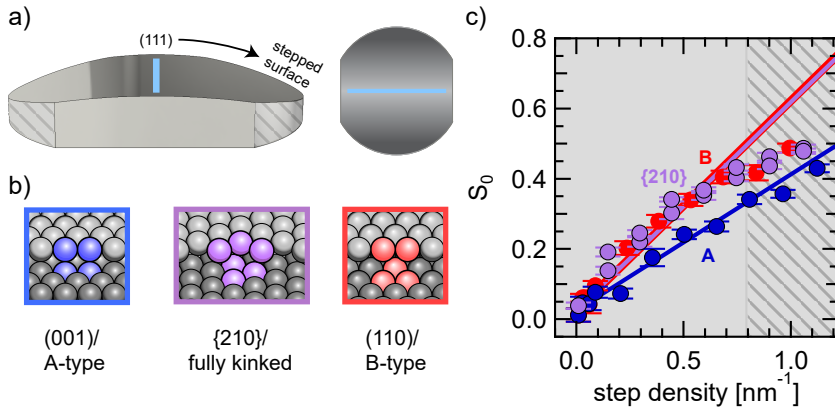 a)
(111)
stepped
surface
b)
(001)/
A-type
{210}/
fully kinked
(110)/
B-type
c)
S₀
0.8
0.6
0.4
0.2
0.0
B
{210}
A
0.0
0.5
1.0
step density [nm⁻¹]